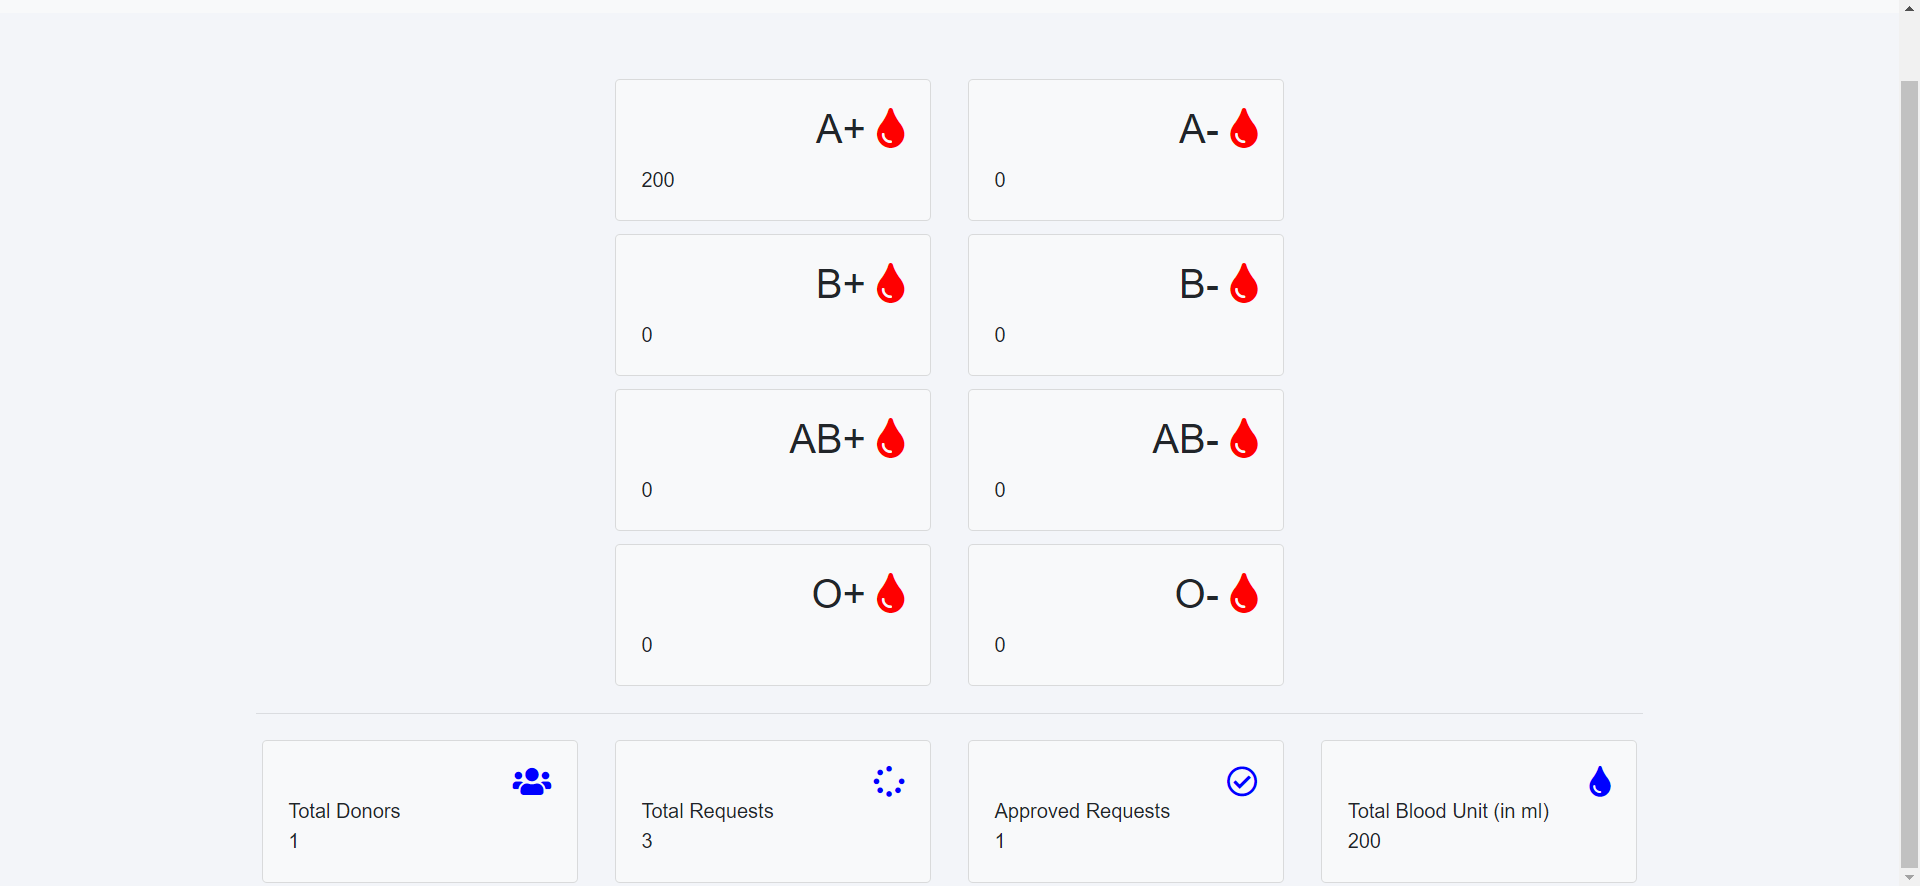 A+
200
A-
0
B+
0
B-
0
AB+
0
AB-
0
O+
0
O-
0
Total Donors
1
Total Requests
3
Approved Requests
1
Total Blood Unit (in ml)
200